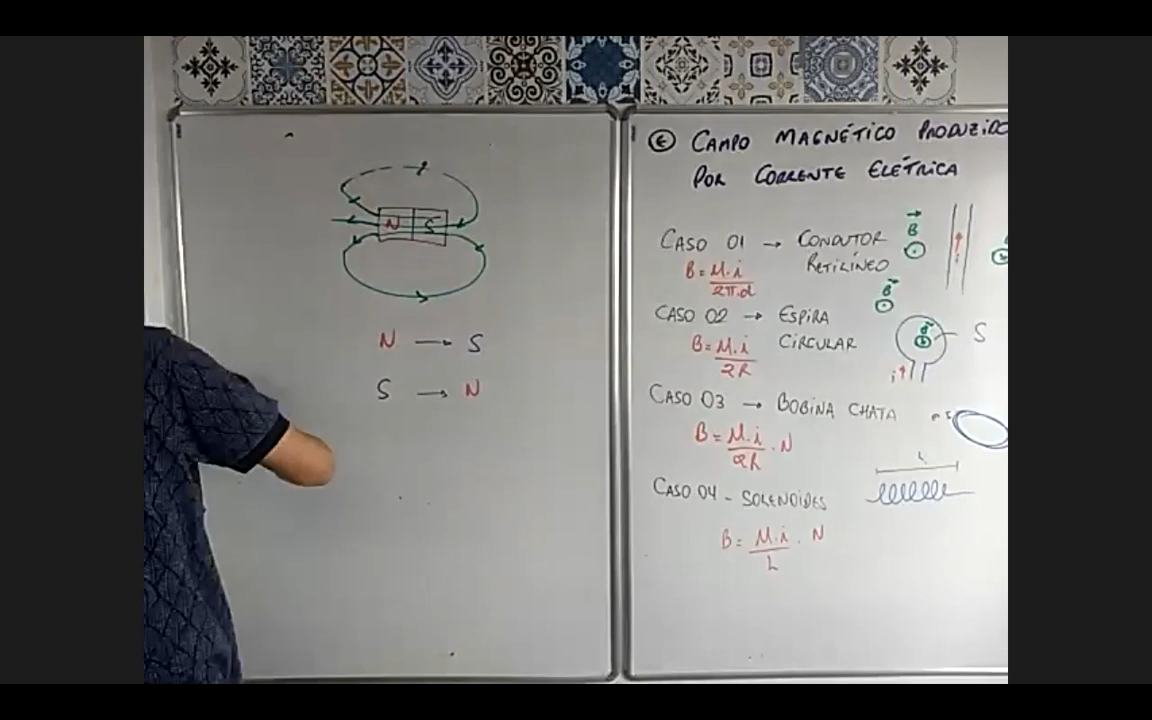 N S
N → S
S → N
E CAMPO MAGNÉTICO PRODUZIDO
POR CORRENTE ELÉTRICA
CASO 01 → CONDUTOR
RETILÍNEO
B = μ.i / 2π.d
B
i
CASO 02 → ESPIRA
CIRCULAR
B = μ.i / 2R
B
B
S
i
CASO 03 → BOBINA CHATA
B = μ.i / 2R . N
CASO 04 - SOLENOIDES
L
B = μ.i / L . N